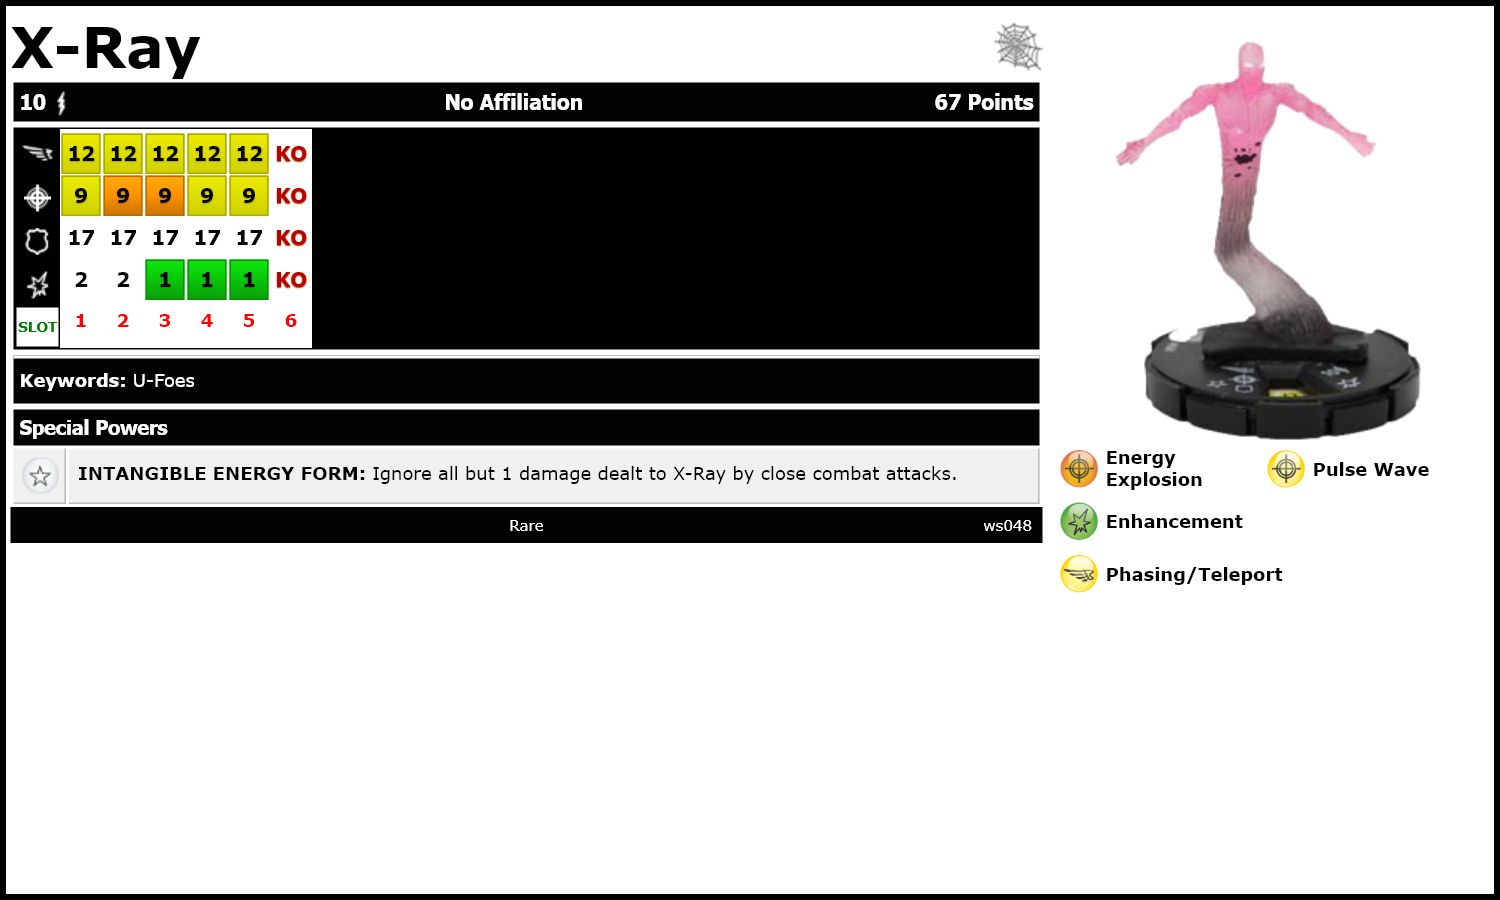 X-Ray
10 No Affiliation 67 Points
12 12 12 12 12 KO
9 9 9 9 9 KO
17 17 17 17 17 KO
2 2 1 1 1 KO
SLOT 1 2 3 4 5 6
Keywords: U-Foes
Special Powers
INTANGIBLE ENERGY FORM: Ignore all but 1 damage dealt to X-Ray by close combat attacks.
Rare ws048
Energy
Explosion
Pulse Wave
Enhancement
Phasing/Teleport